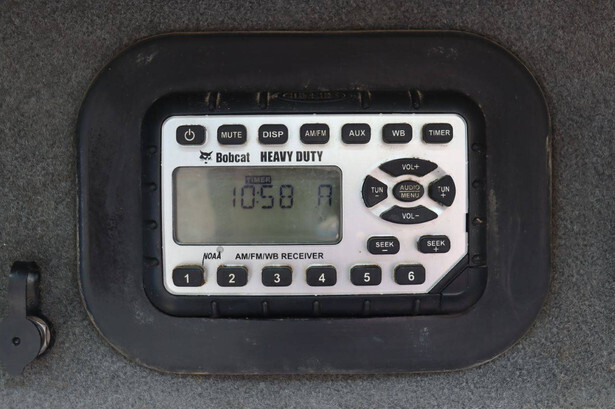 MUTE DISP AM/FM AUX WB TIMER
Bobcat HEAVY DUTY
VOL+
TIMER
10:58 A
TUN - AUDIO MENU TUN +
VOL-
SEEK - SEEK +
NOAA AM/FM/WB RECEIVER
1 2 3 4 5 6